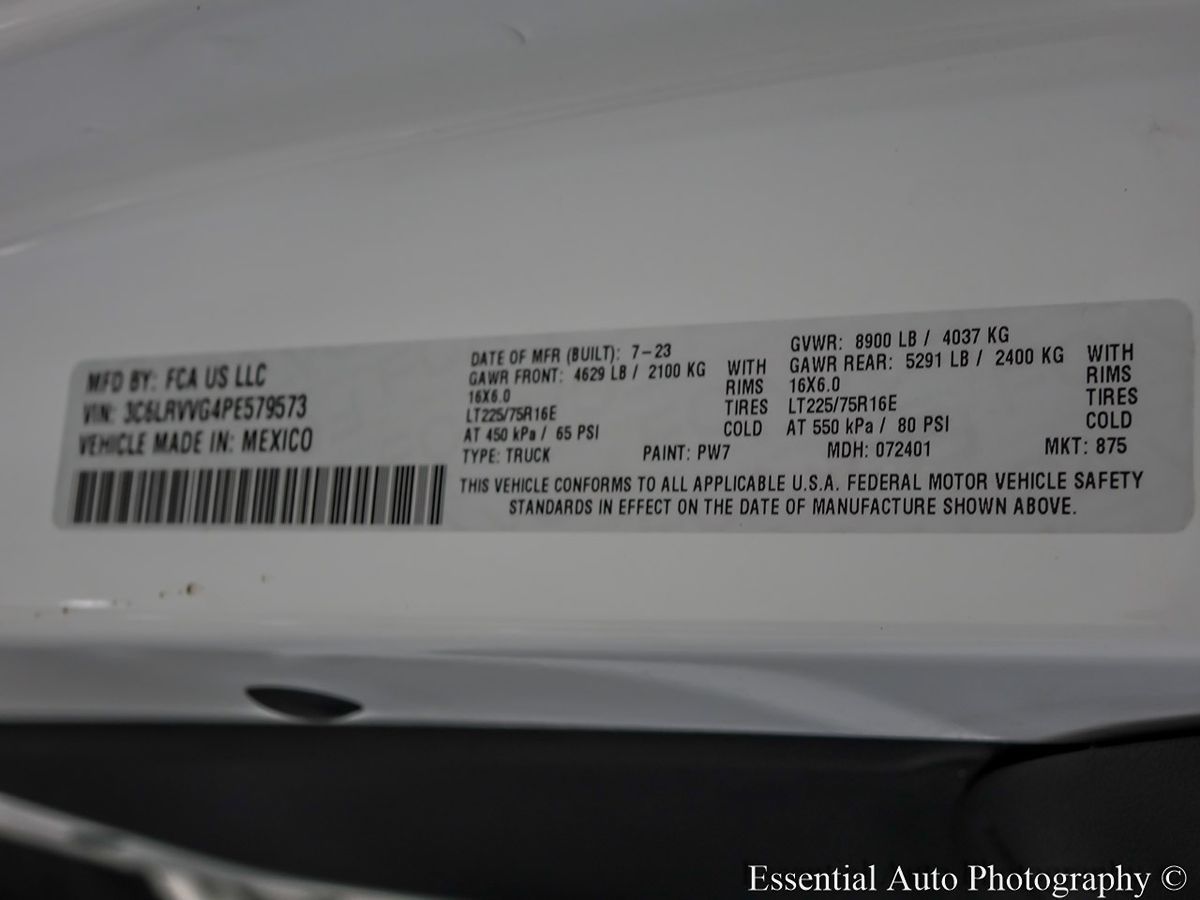 MFD BY: FCA US LLC
VIN: 3C6LRVVG4PE579573
VEHICLE MADE IN: MEXICO
DATE OF MFR (BUILT): 7-23
GAWR FRONT: 4629 LB / 2100 KG WITH
16X6.0 RIMS
LT225/75R16E TIRES
AT 450 kPa / 65 PSI COLD
GVWR: 8900 LB / 4037 KG
GAWR REAR: 5291 LB / 2400 KG WITH
16X6.0 RIMS
LT225/75R16E TIRES
AT 550 kPa / 80 PSI COLD
TYPE: TRUCK PAINT: PW7 MDH: 072401 MKT: 875
THIS VEHICLE CONFORMS TO ALL APPLICABLE U.S.A. FEDERAL MOTOR VEHICLE SAFETY
STANDARDS IN EFFECT ON THE DATE OF MANUFACTURE SHOWN ABOVE.
Essential Auto Photography ©